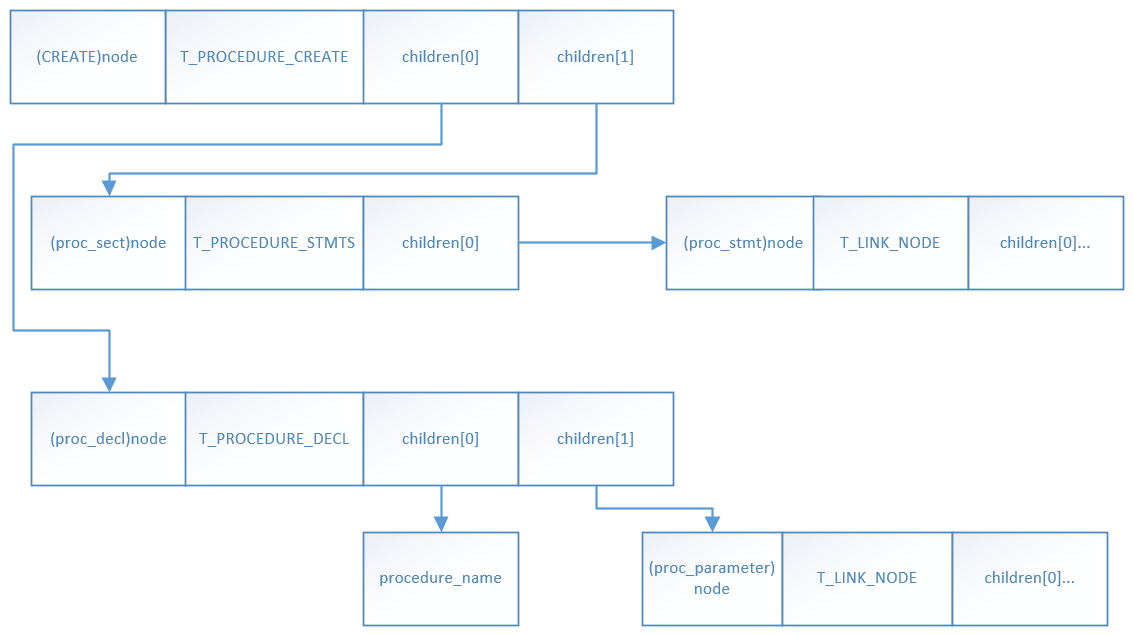 (CREATE)node
T_PROCEDURE_CREATE
children[0]
children[1]
(proc_sect)node
T_PROCEDURE_STMTS
children[0]
(proc_stmt)node
T_LINK_NODE
children[0]...
(proc_decl)node
T_PROCEDURE_DECL
children[0]
children[1]
procedure_name
(proc_parameter)
node
T_LINK_NODE
children[0]...